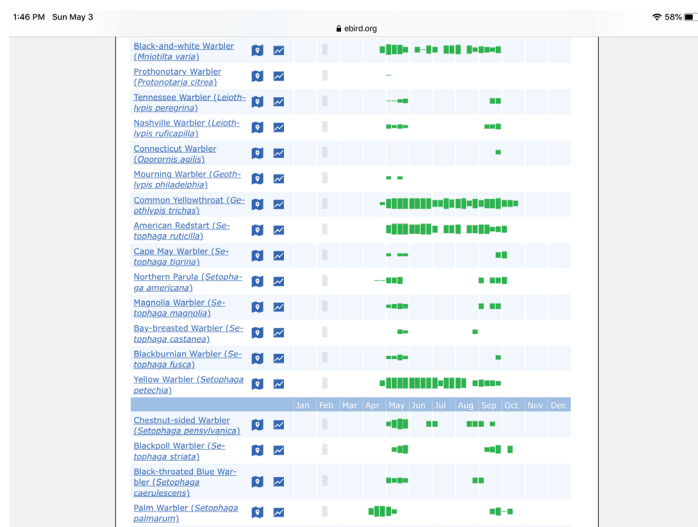 1:46 PM Sun May 3
58%
ebird.org
Black-and-white Warbler
(Mniotilta varia)
Prothonotary Warbler
(Protonotaria citrea)
Tennessee Warbler (Leioth-
lypis peregrina)
Nashville Warbler (Leioth-
lypis ruficapilla)
Connecticut Warbler
(Oporornis agilis)
Mourning Warbler (Geoth-
lypis philadelphia)
Common Yellowthroat (Ge-
othlypis trichas)
American Redstart (Se-
tophaga ruticilla)
Cape May Warbler (Se-
tophaga tigrina)
Northern Parula (Setopha-
ga americana)
Magnolia Warbler (Se-
tophaga magnolia)
Bay-breasted Warbler (Se-
tophaga castanea)
Blackburnian Warbler (Se-
tophaga fusca)
Yellow Warbler (Setophaga
petechia)
Jan Feb Mar Apr May Jun Jul Aug Sep Oct Nov Dec
Chestnut-sided Warbler
(Setophaga pensylvanica)
Blackpoll Warbler (Se-
tophaga striata)
Black-throated Blue War-
bler (Setophaga
caerulescens)
Palm Warbler (Setophaga
palmarum)